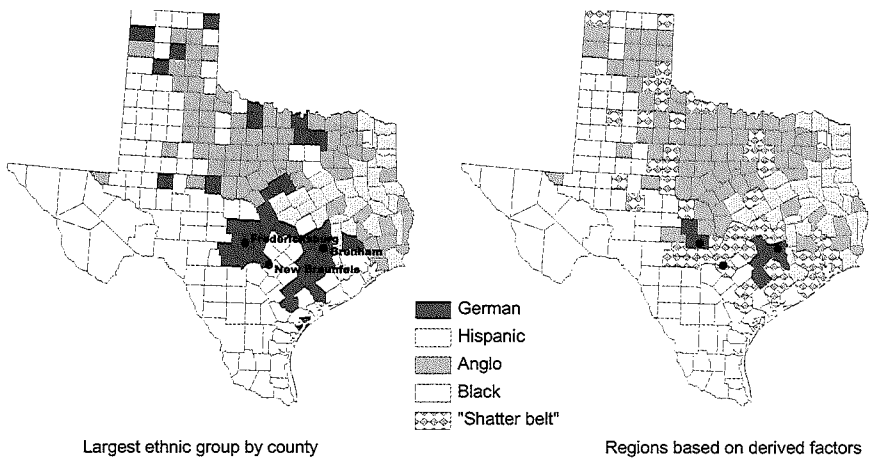 Fredericksburg
Brenham
New Braunfels
German
Hispanic
Anglo
Black
"Shatter belt"
Largest ethnic group by county
Regions based on derived factors